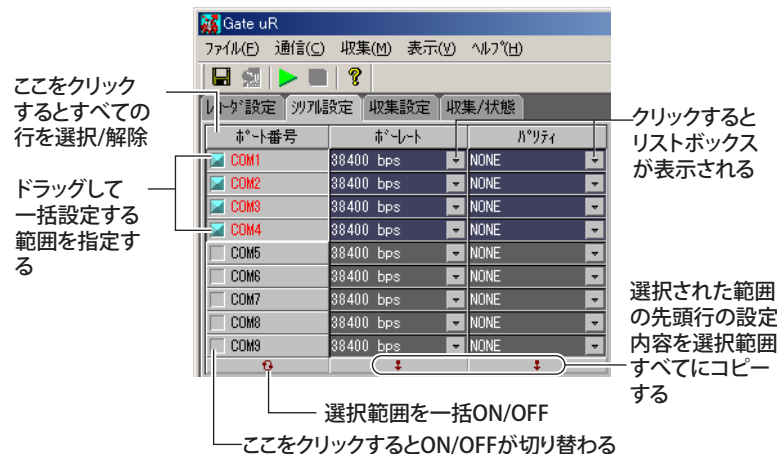 Gate uR
ファイル(F) 通信(C) 収集(M) 表示(V) ヘルプ(H)
レコーダ設定 シリアル設定 収集設定 収集/状態
ポート番号 ボーレート パリティ
COM1 38400 bps NONE
COM2 38400 bps NONE
COM3 38400 bps NONE
COM4 38400 bps NONE
COM5 38400 bps NONE
COM6 38400 bps NONE
COM7 38400 bps NONE
COM8 38400 bps NONE
COM9 38400 bps NONE
ここをクリック
するとすべての
行を選択/解除
ドラッグして
一括設定する
範囲を指定す
る
クリックすると
リストボックス
が表示される
選択された範囲
の先頭行の設定
内容を選択範囲
すべてにコピー
する
選択範囲を一括ON/OFF
ここをクリックするとON/OFFが切り替わる